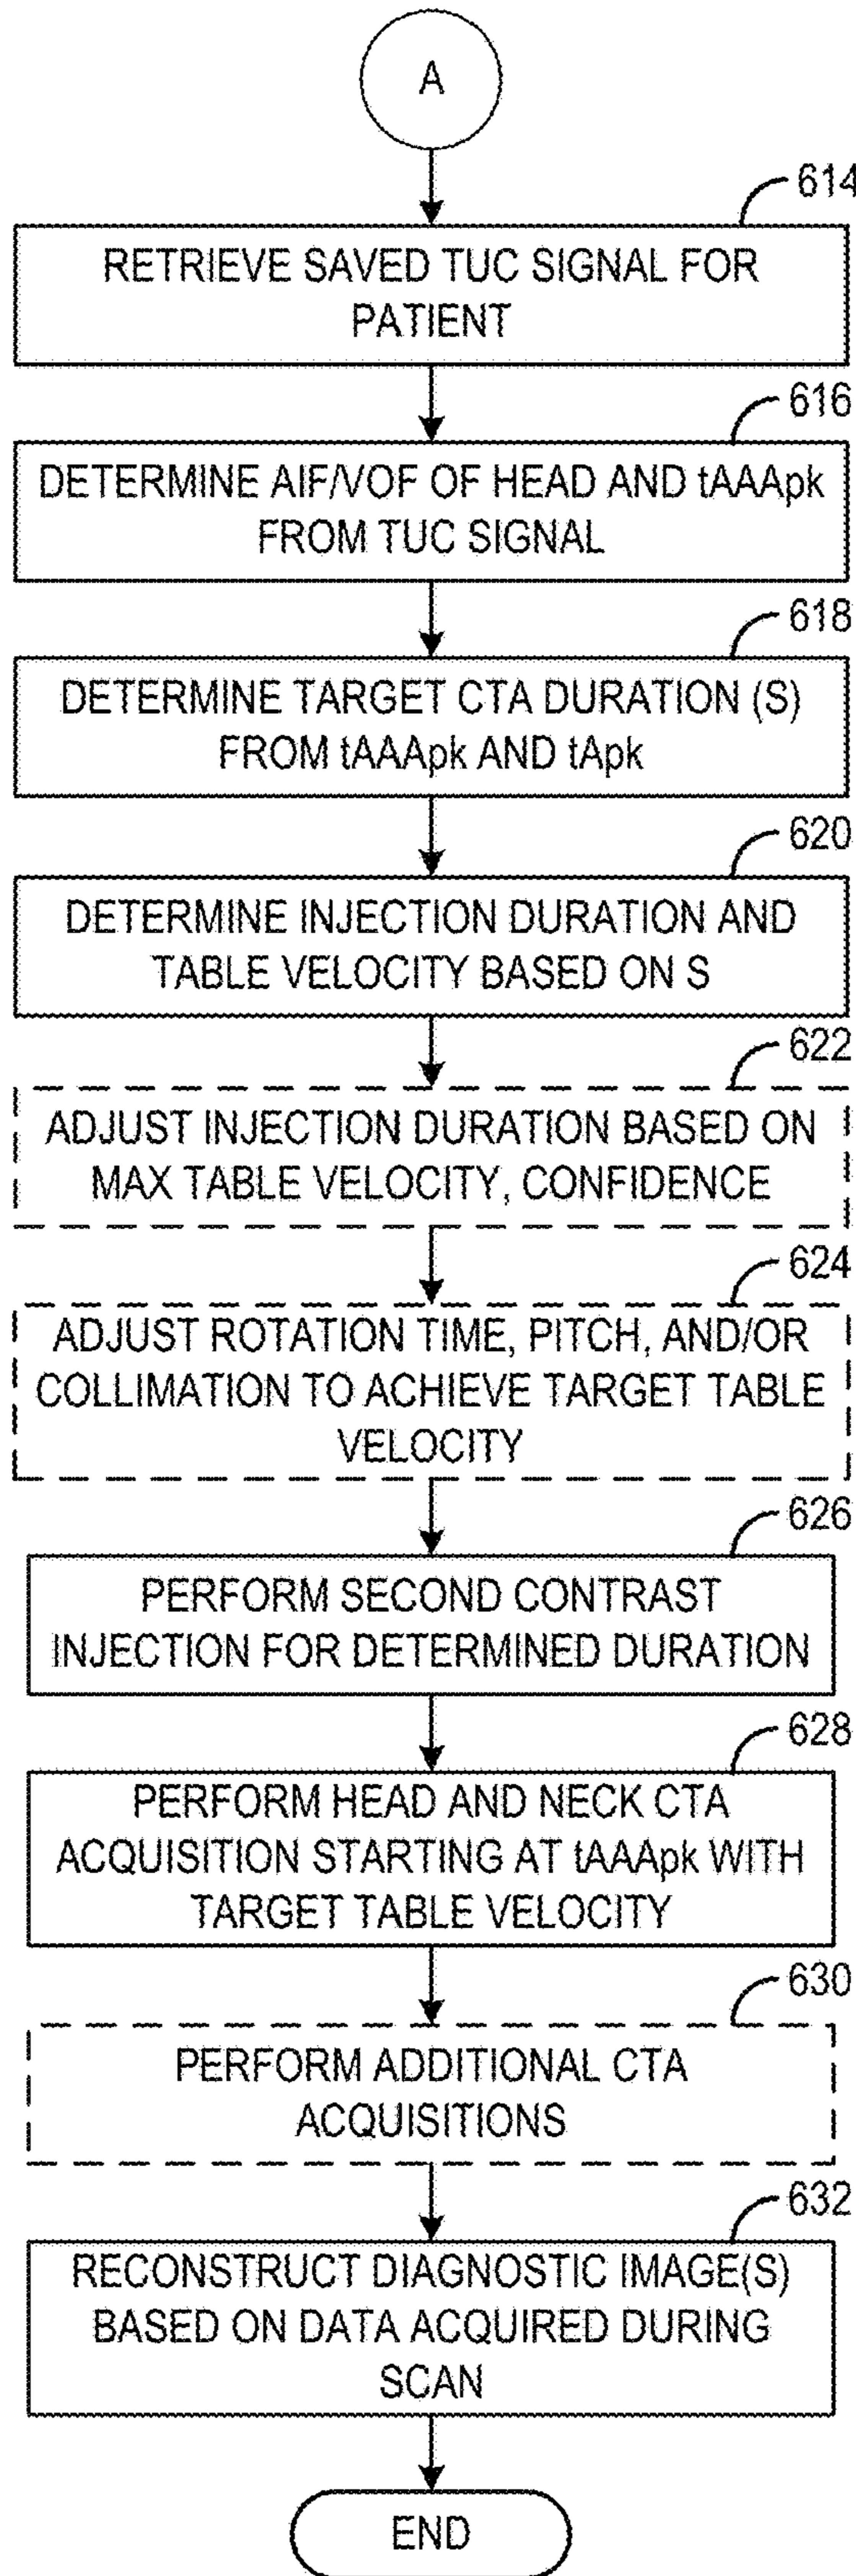 A
614
RETRIEVE SAVED TUC SIGNAL FOR
PATIENT
616
DETERMINE AIF/VOF OF HEAD AND tAAApk
FROM TUC SIGNAL
618
DETERMINE TARGET CTA DURATION (S)
FROM tAAApk AND tApk
620
DETERMINE INJECTION DURATION AND
TABLE VELOCITY BASED ON S
622
ADJUST INJECTION DURATION BASED ON
MAX TABLE VELOCITY, CONFIDENCE
624
ADJUST ROTATION TIME, PITCH, AND/OR
COLLIMATION TO ACHIEVE TARGET TABLE
VELOCITY
626
PERFORM SECOND CONTRAST
INJECTION FOR DETERMINED DURATION
628
PERFORM HEAD AND NECK CTA
ACQUISITION STARTING AT tAAApk WITH
TARGET TABLE VELOCITY
630
PERFORM ADDITIONAL CTA
ACQUISITIONS
632
RECONSTRUCT DIAGNOSTIC IMAGE(S)
BASED ON DATA ACQUIRED DURING
SCAN
END